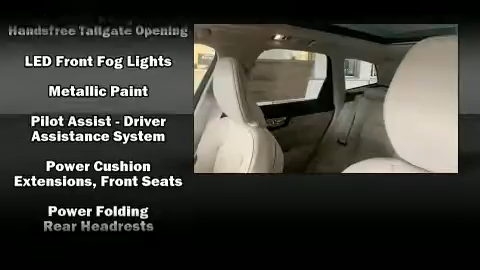 Handsfree Tailgate Opening
LED Front Fog Lights
Metallic Paint
Pilot Assist - Driver
Assistance System
Power Cushion
Extensions, Front Seats
Power Folding
Rear Headrests